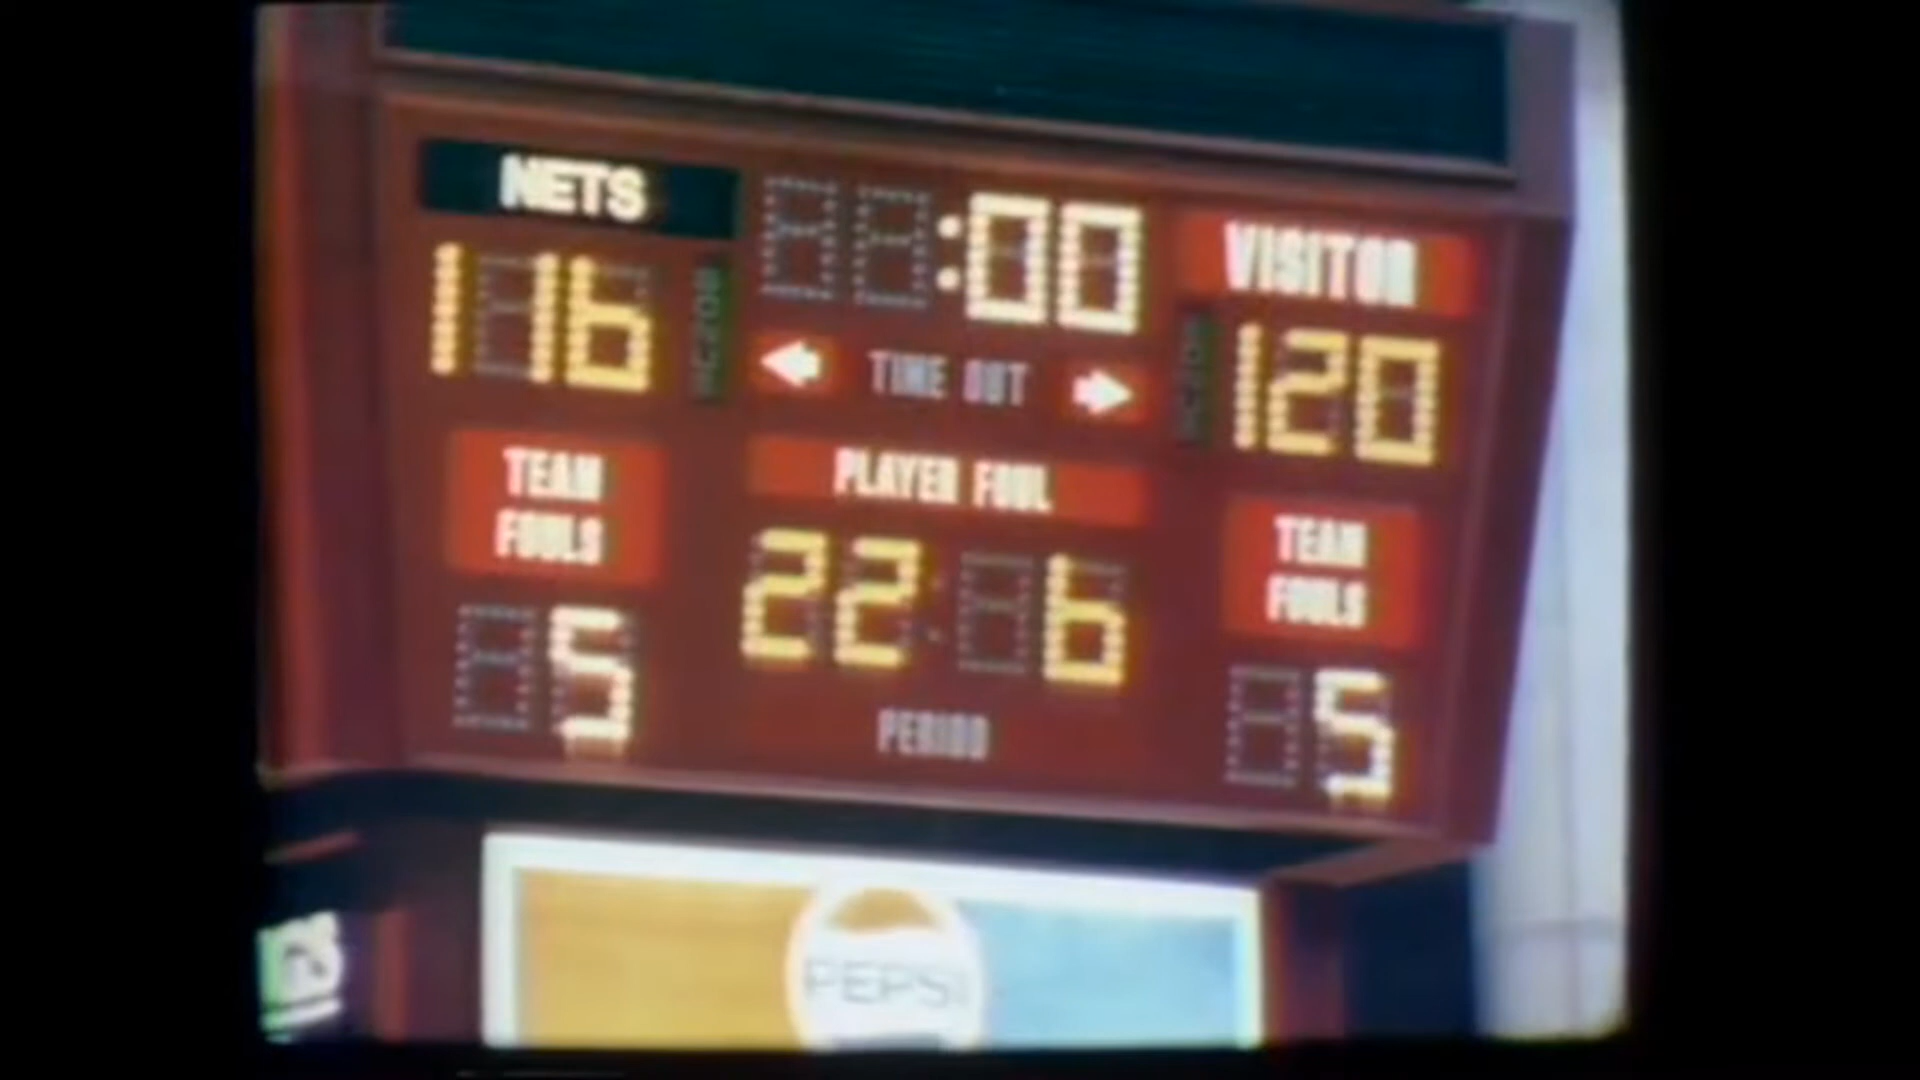 NETS
:00
VISITOR
116
120
TIME OUT
TEAM
FOULS
PLAYER FOUL
TEAM
FOULS
22 6
5
5
PERIOD
PEPSI